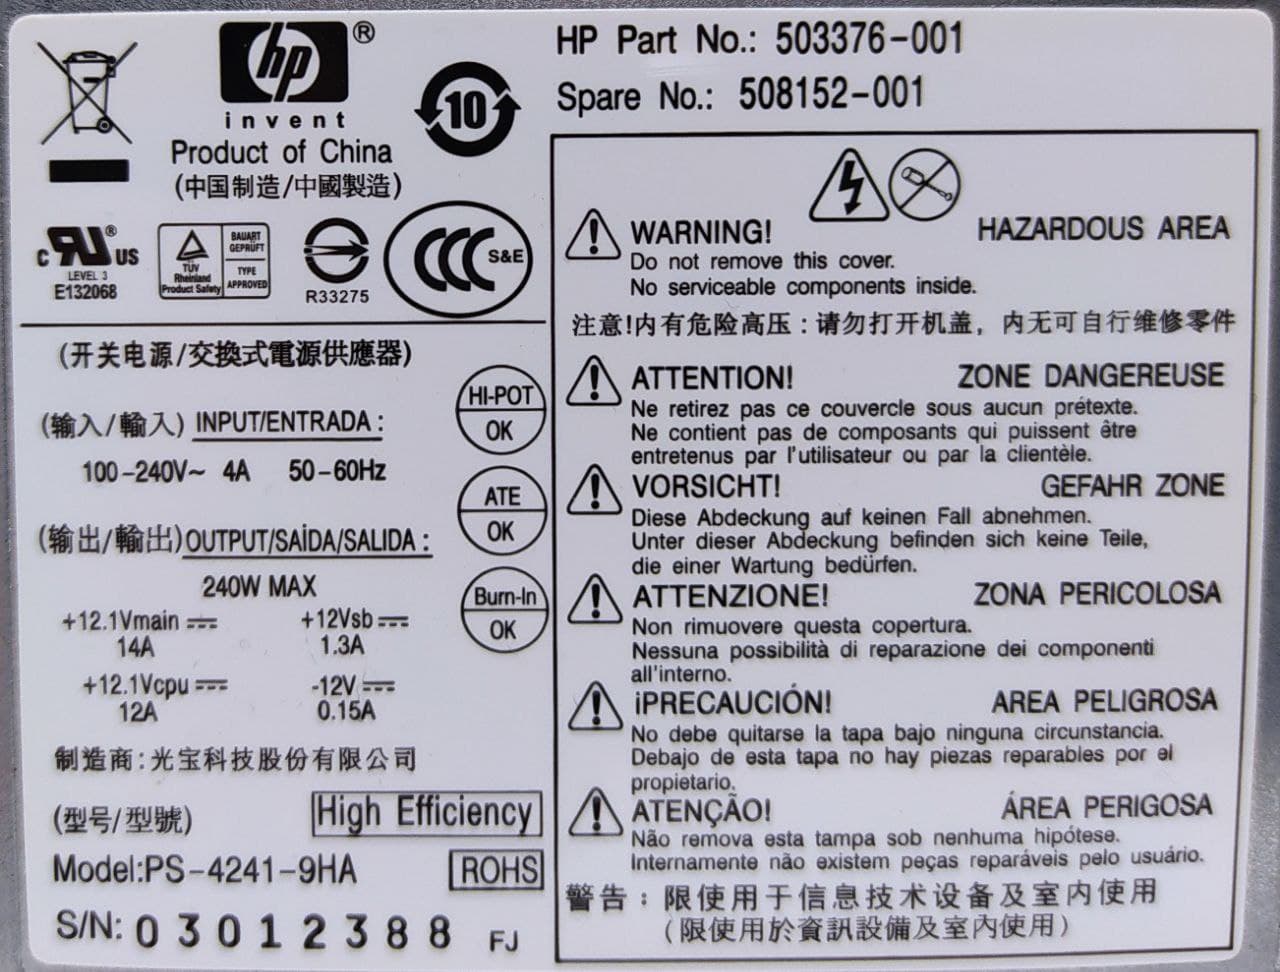 hp ®
invent
Product of China
(中国制造/中國製造)
10
HP Part No.: 503376-001
Spare No.: 508152-001
c RU ® US
LEVEL 3
E132068
TÜV
Rheinland
Product Safety
BAUART
GEPRÜFT
TYPE
APPROVED
R33275
CCC S&E
(开关电源/交換式電源供應器)
(输入/輸入) INPUT/ENTRADA :
100-240V~ 4A 50-60Hz
(输出/輸出)OUTPUT/SAÍDA/SALIDA :
240W MAX
+12.1Vmain
14A
+12Vsb
1.3A
+12.1Vcpu
12A
-12V
0.15A
HI-POT
OK
ATE
OK
Burn-In
OK
制造商:光宝科技股份有限公司
(型号/型號)
High Efficiency
Model:PS-4241-9HA
ROHS
S/N: 03012388 FJ
WARNING! HAZARDOUS AREA
Do not remove this cover.
No serviceable components inside.
注意!内有危险高压:请勿打开机盖，内无可自行维修零件
ATTENTION! ZONE DANGEREUSE
Ne retirez pas ce couvercle sous aucun prétexte.
Ne contient pas de composants qui puissent être
entretenus par l'utilisateur ou par la clientèle.
VORSICHT! GEFAHR ZONE
Diese Abdeckung auf keinen Fall abnehmen.
Unter dieser Abdeckung befinden sich keine Teile,
die einer Wartung bedürfen.
ATTENZIONE! ZONA PERICOLOSA
Non rimuovere questa copertura.
Nessuna possibilità di reparazione dei componenti
all'interno.
¡PRECAUCIÓN! AREA PELIGROSA
No debe quitarse la tapa bajo ninguna circunstancia.
Debajo de esta tapa no hay piezas reparables por el
propietario.
ATENÇÃO! ÁREA PERIGOSA
Não remova esta tampa sob nenhuma hipótese.
Internamente não existem peças reparáveis pelo usuário.
警告：限使用于信息技术设备及室内使用
(限使用於資訊設備及室內使用)